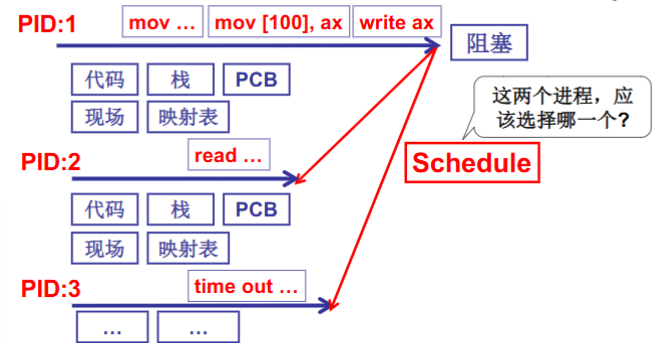 PID:1
mov …
mov [100], ax
write ax
阻塞
代码
栈
PCB
现场
映射表
这两个进程，应
该选择哪一个?
Schedule
PID:2
read …
代码
栈
PCB
现场
映射表
PID:3
time out …
…
…